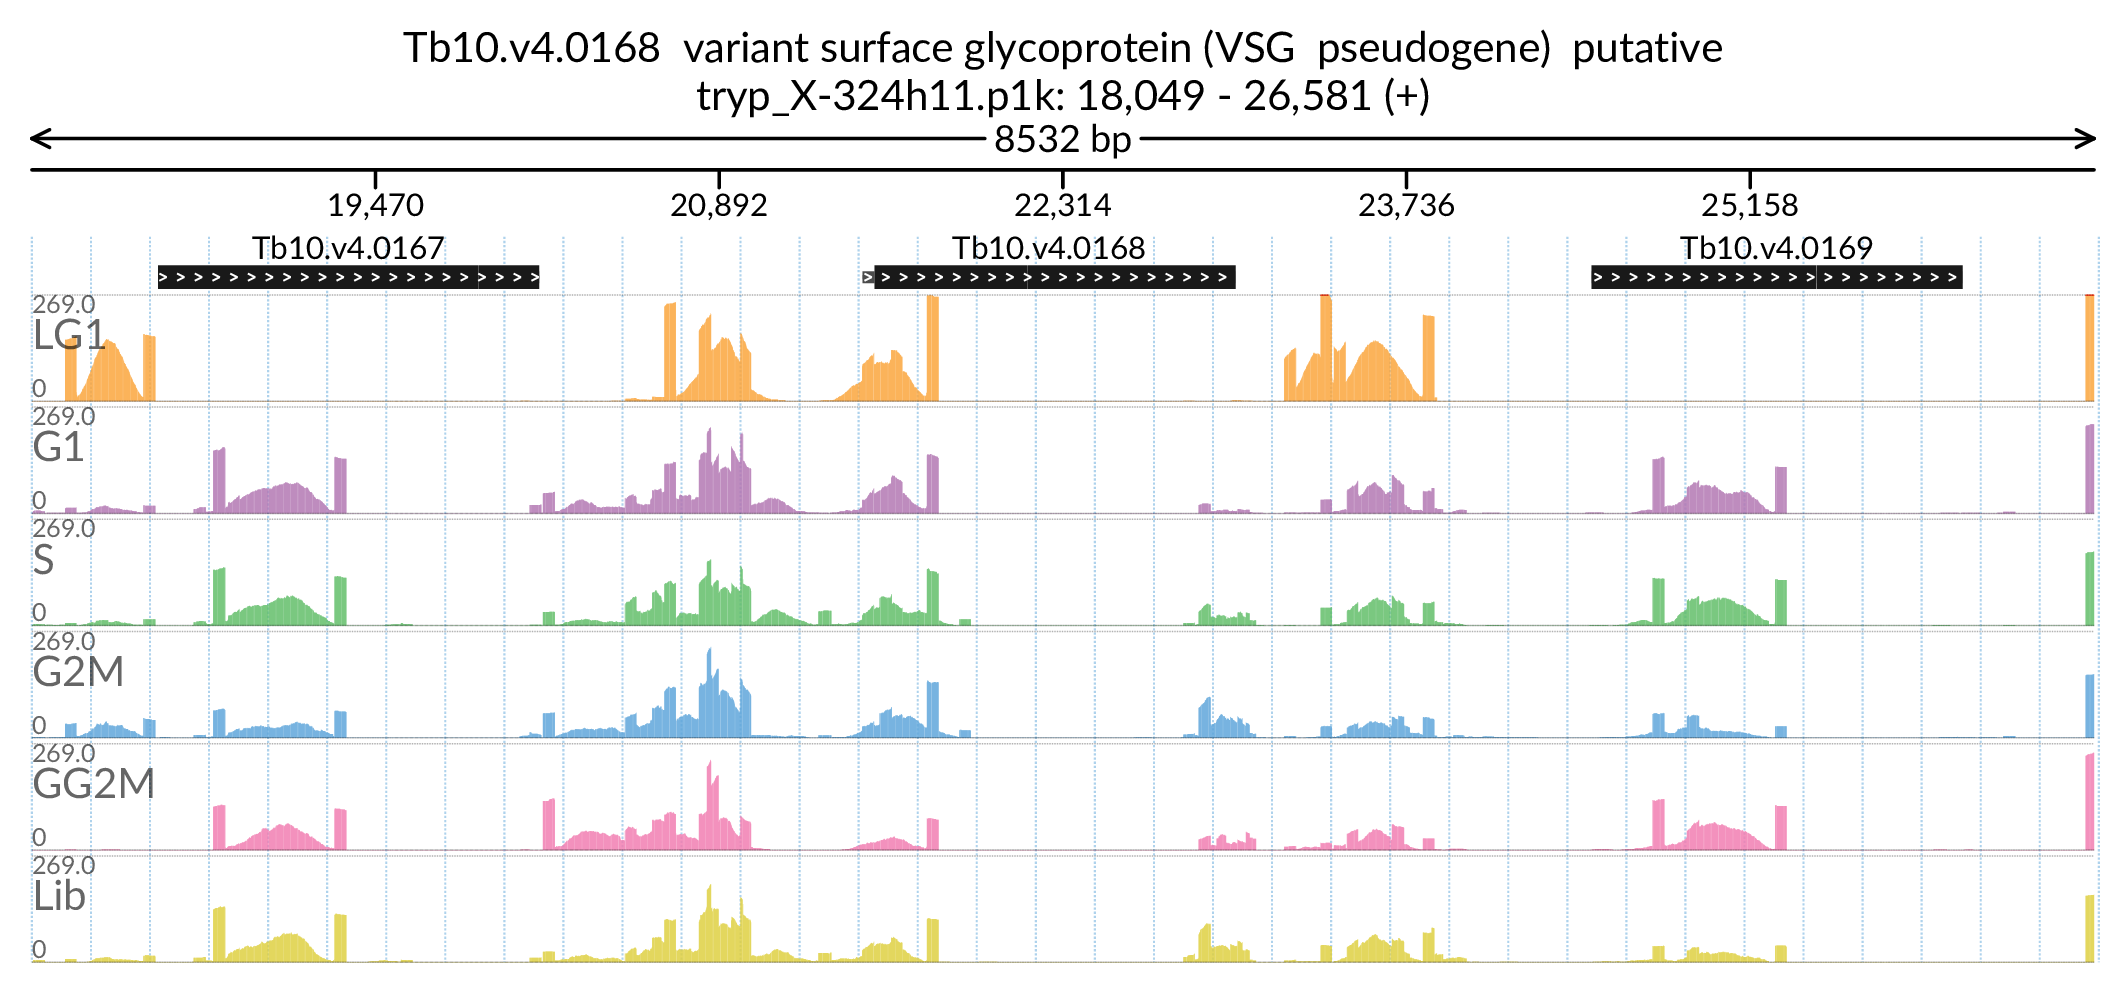 Tb10.v4.0168  variant surface glycoprotein (VSG  pseudogene)  putative
tryp_X-324h11.p1k: 18,049 - 26,581 (+)
8532 bp
19,470 20,892 22,314 23,736 25,158
Tb10.v4.0167 Tb10.v4.0168 Tb10.v4.0169
269.0
LG1
0
269.0
G1
0
269.0
S
0
269.0
G2M
0
269.0
GG2M
0
269.0
Lib
0